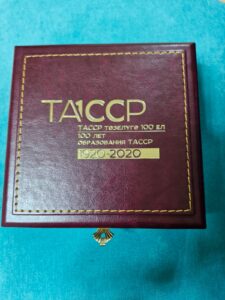 ТАССР
ТАССР төзелүгә 100 ел
100 лет
образования ТАССР
1920-2020